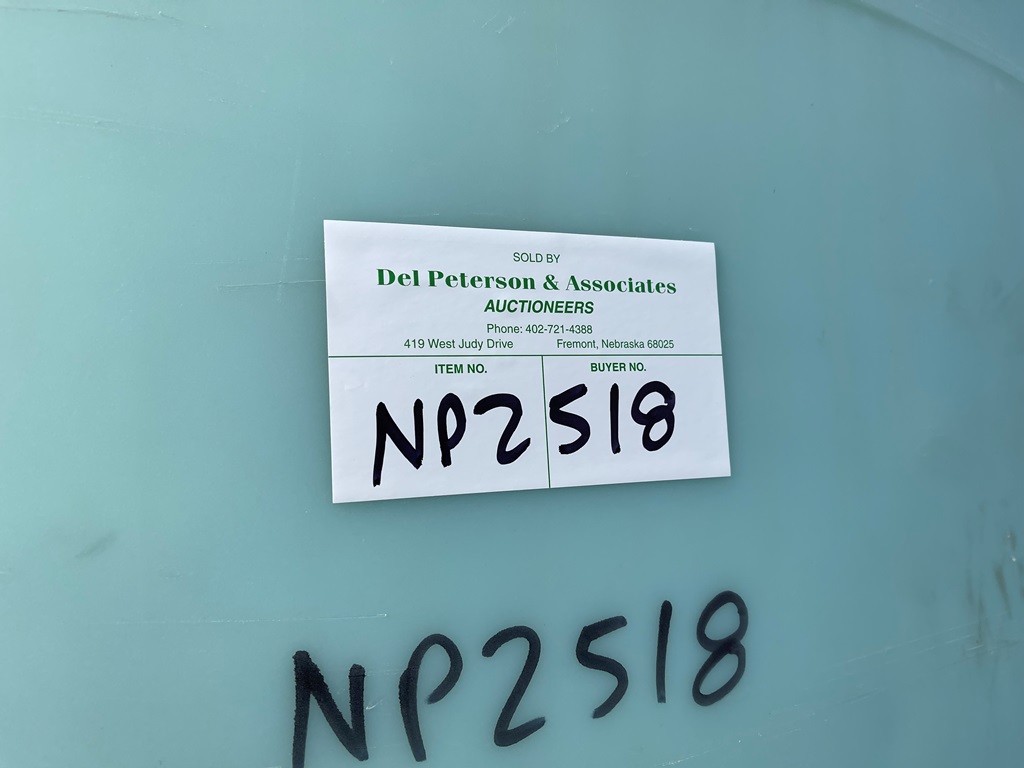 SOLD BY
Del Peterson & Associates
AUCTIONEERS
Phone: 402-721-4388
419 West Judy Drive Fremont, Nebraska 68025
ITEM NO. BUYER NO.
NP2518
NP2518